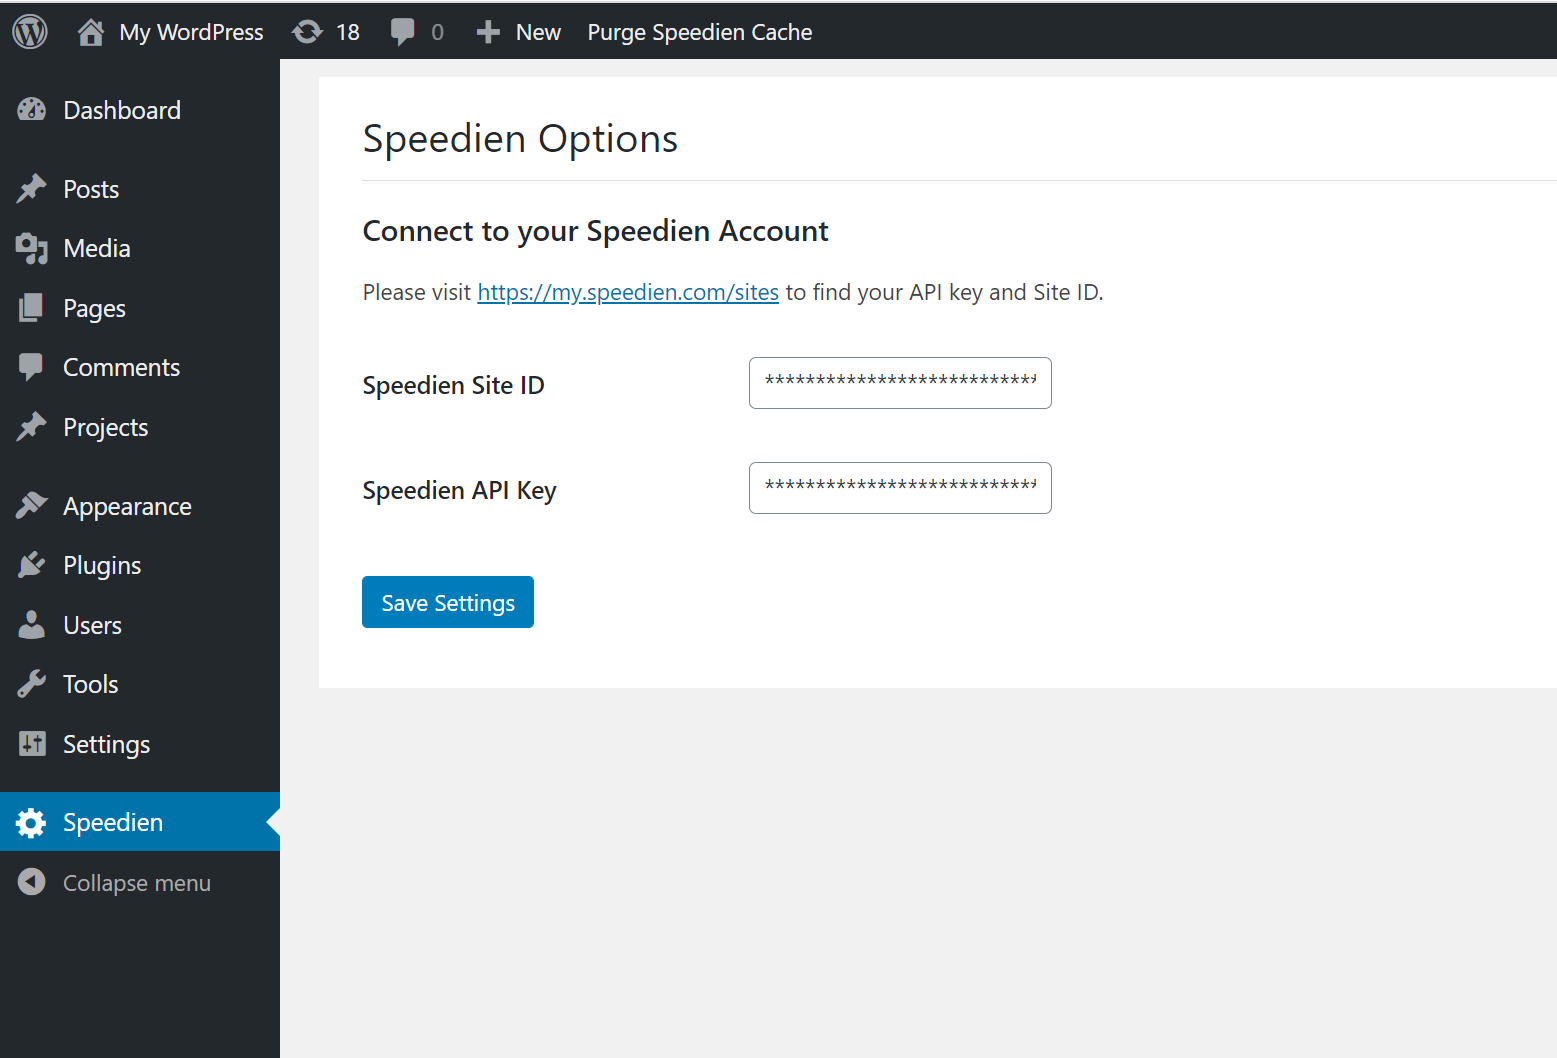 My WordPress 18 0 New Purge Speedien Cache
Dashboard
Posts
Media
Pages
Comments
Projects
Appearance
Plugins
Users
Tools
Settings
Speedien
Collapse menu
Speedien Options
Connect to your Speedien Account
Please visit https://my.speedien.com/sites to find your API key and Site ID.
Speedien Site ID
Speedien API Key
Save Settings